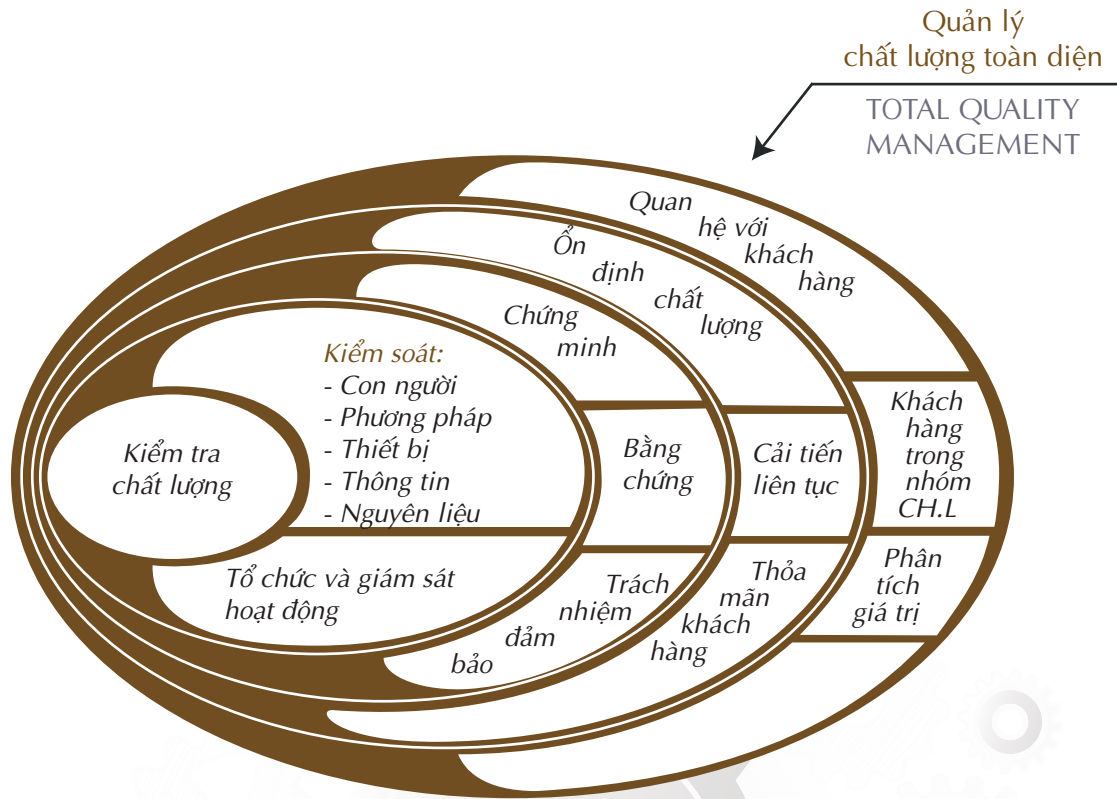 Quản lý
chất lượng toàn diện
TOTAL QUALITY
MANAGEMENT
Quan
hệ với
khách
hàng
Ổn
định
chất
lượng
Chứng
minh
Kiểm soát:
- Con người
- Phương pháp
- Thiết bị
- Thông tin
- Nguyên liệu
Kiểm tra
chất lượng
Bằng
chứng
Cải tiến
liên tục
Khách
hàng
trong
nhóm
CH.L
Tổ chức và giám sát
hoạt động
Trách
nhiệm
đảm
bảo
Thỏa
mãn
khách
hàng
Phân
tích
giá trị